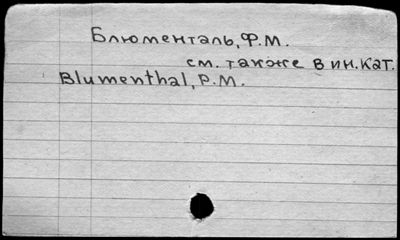 Блюменталь, Ф.М.
см. также в ин. кат.
Blumenthal, P.M.